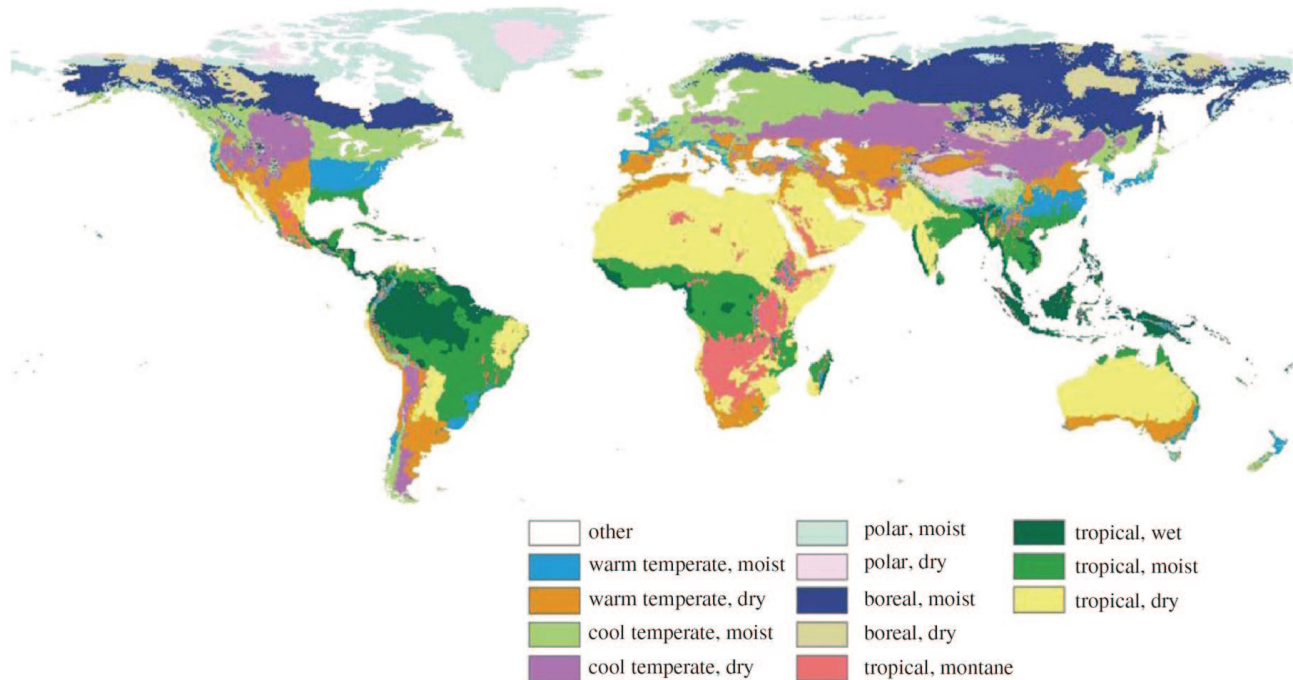 other
warm temperate, moist
warm temperate, dry
cool temperate, moist
cool temperate, dry
polar, moist
polar, dry
boreal, moist
boreal, dry
tropical, montane
tropical, wet
tropical, moist
tropical, dry